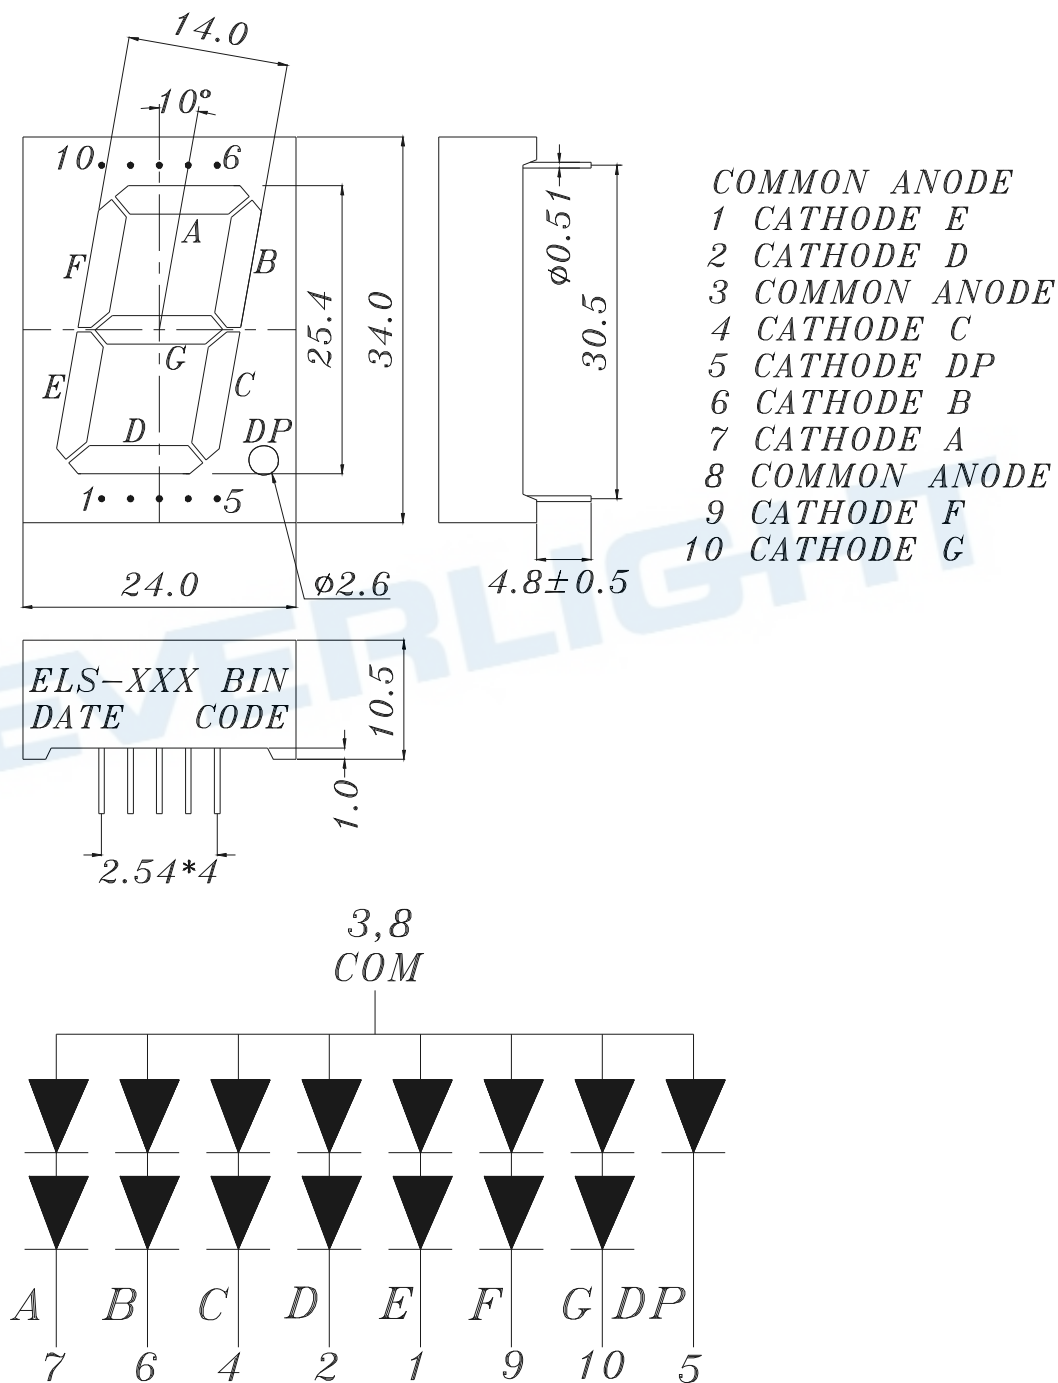 14.0
10°
10 6
A
F B
25.4
34.0
G
E C
D DP
1 5
24.0
ø2.6
ø0.51
30.5
4.8±0.5
COMMON ANODE
1 CATHODE E
2 CATHODE D
3 COMMON ANODE
4 CATHODE C
5 CATHODE DP
6 CATHODE B
7 CATHODE A
8 COMMON ANODE
9 CATHODE F
10 CATHODE G
EVERLIGHT
ELS-XXX BIN
DATE CODE
10.5
1.0
2.54*4
3,8
COM
A B C D E F G DP
7 6 4 2 1 9 10 5